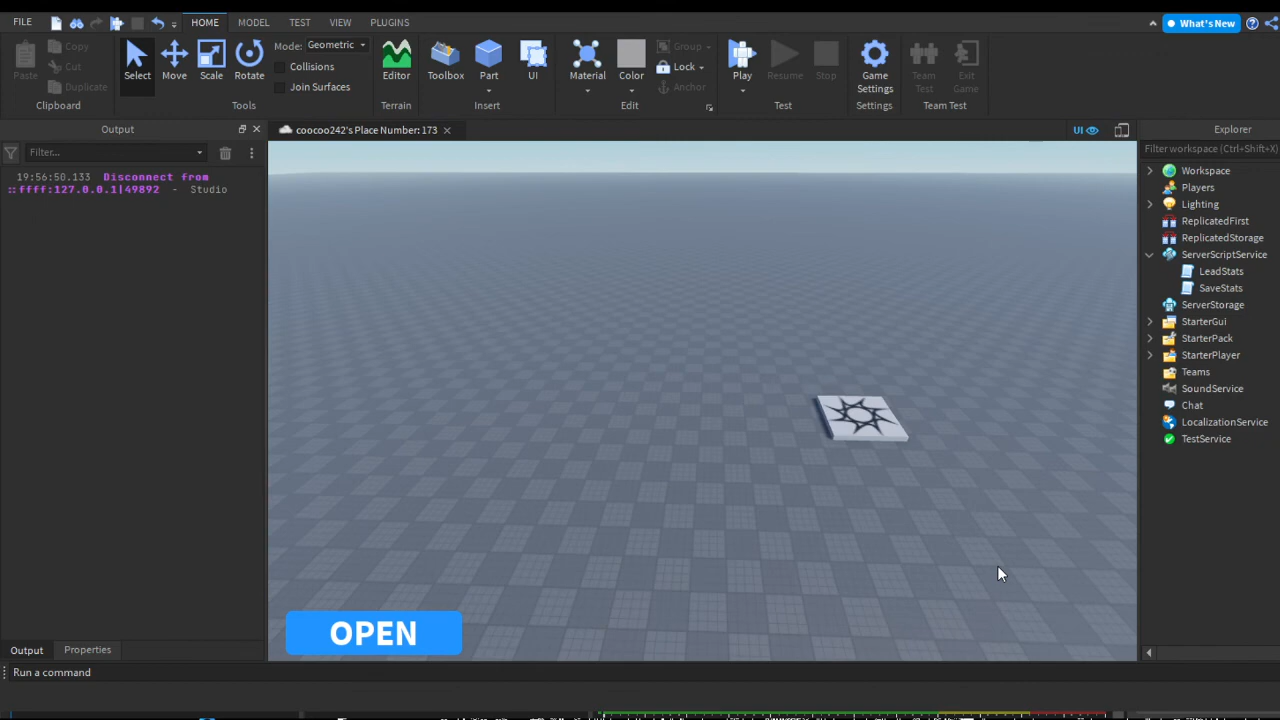 FILE HOME MODEL TEST VIEW PLUGINS What's New
Paste Copy Cut Duplicate Select Move Scale Rotate Mode: Geometric Collisions Join Surfaces Editor Toolbox Part UI Material Color Group Lock Anchor Play Resume Stop Game Settings Team Test Exit Game
Clipboard Tools Terrain Insert Edit Test Settings Team Test
Output
coocoo242's Place Number: 173
UI
Explorer
Filter...
Filter workspace (Ctrl+Shift+X)
19:56:50.133 Disconnect from
::ffff:127.0.0.1|49892 - Studio
Workspace
Players
Lighting
ReplicatedFirst
ReplicatedStorage
ServerScriptService
LeadStats
SaveStats
ServerStorage
StarterGui
StarterPack
StarterPlayer
Teams
SoundService
Chat
LocalizationService
TestService
OPEN
Output Properties
Run a command